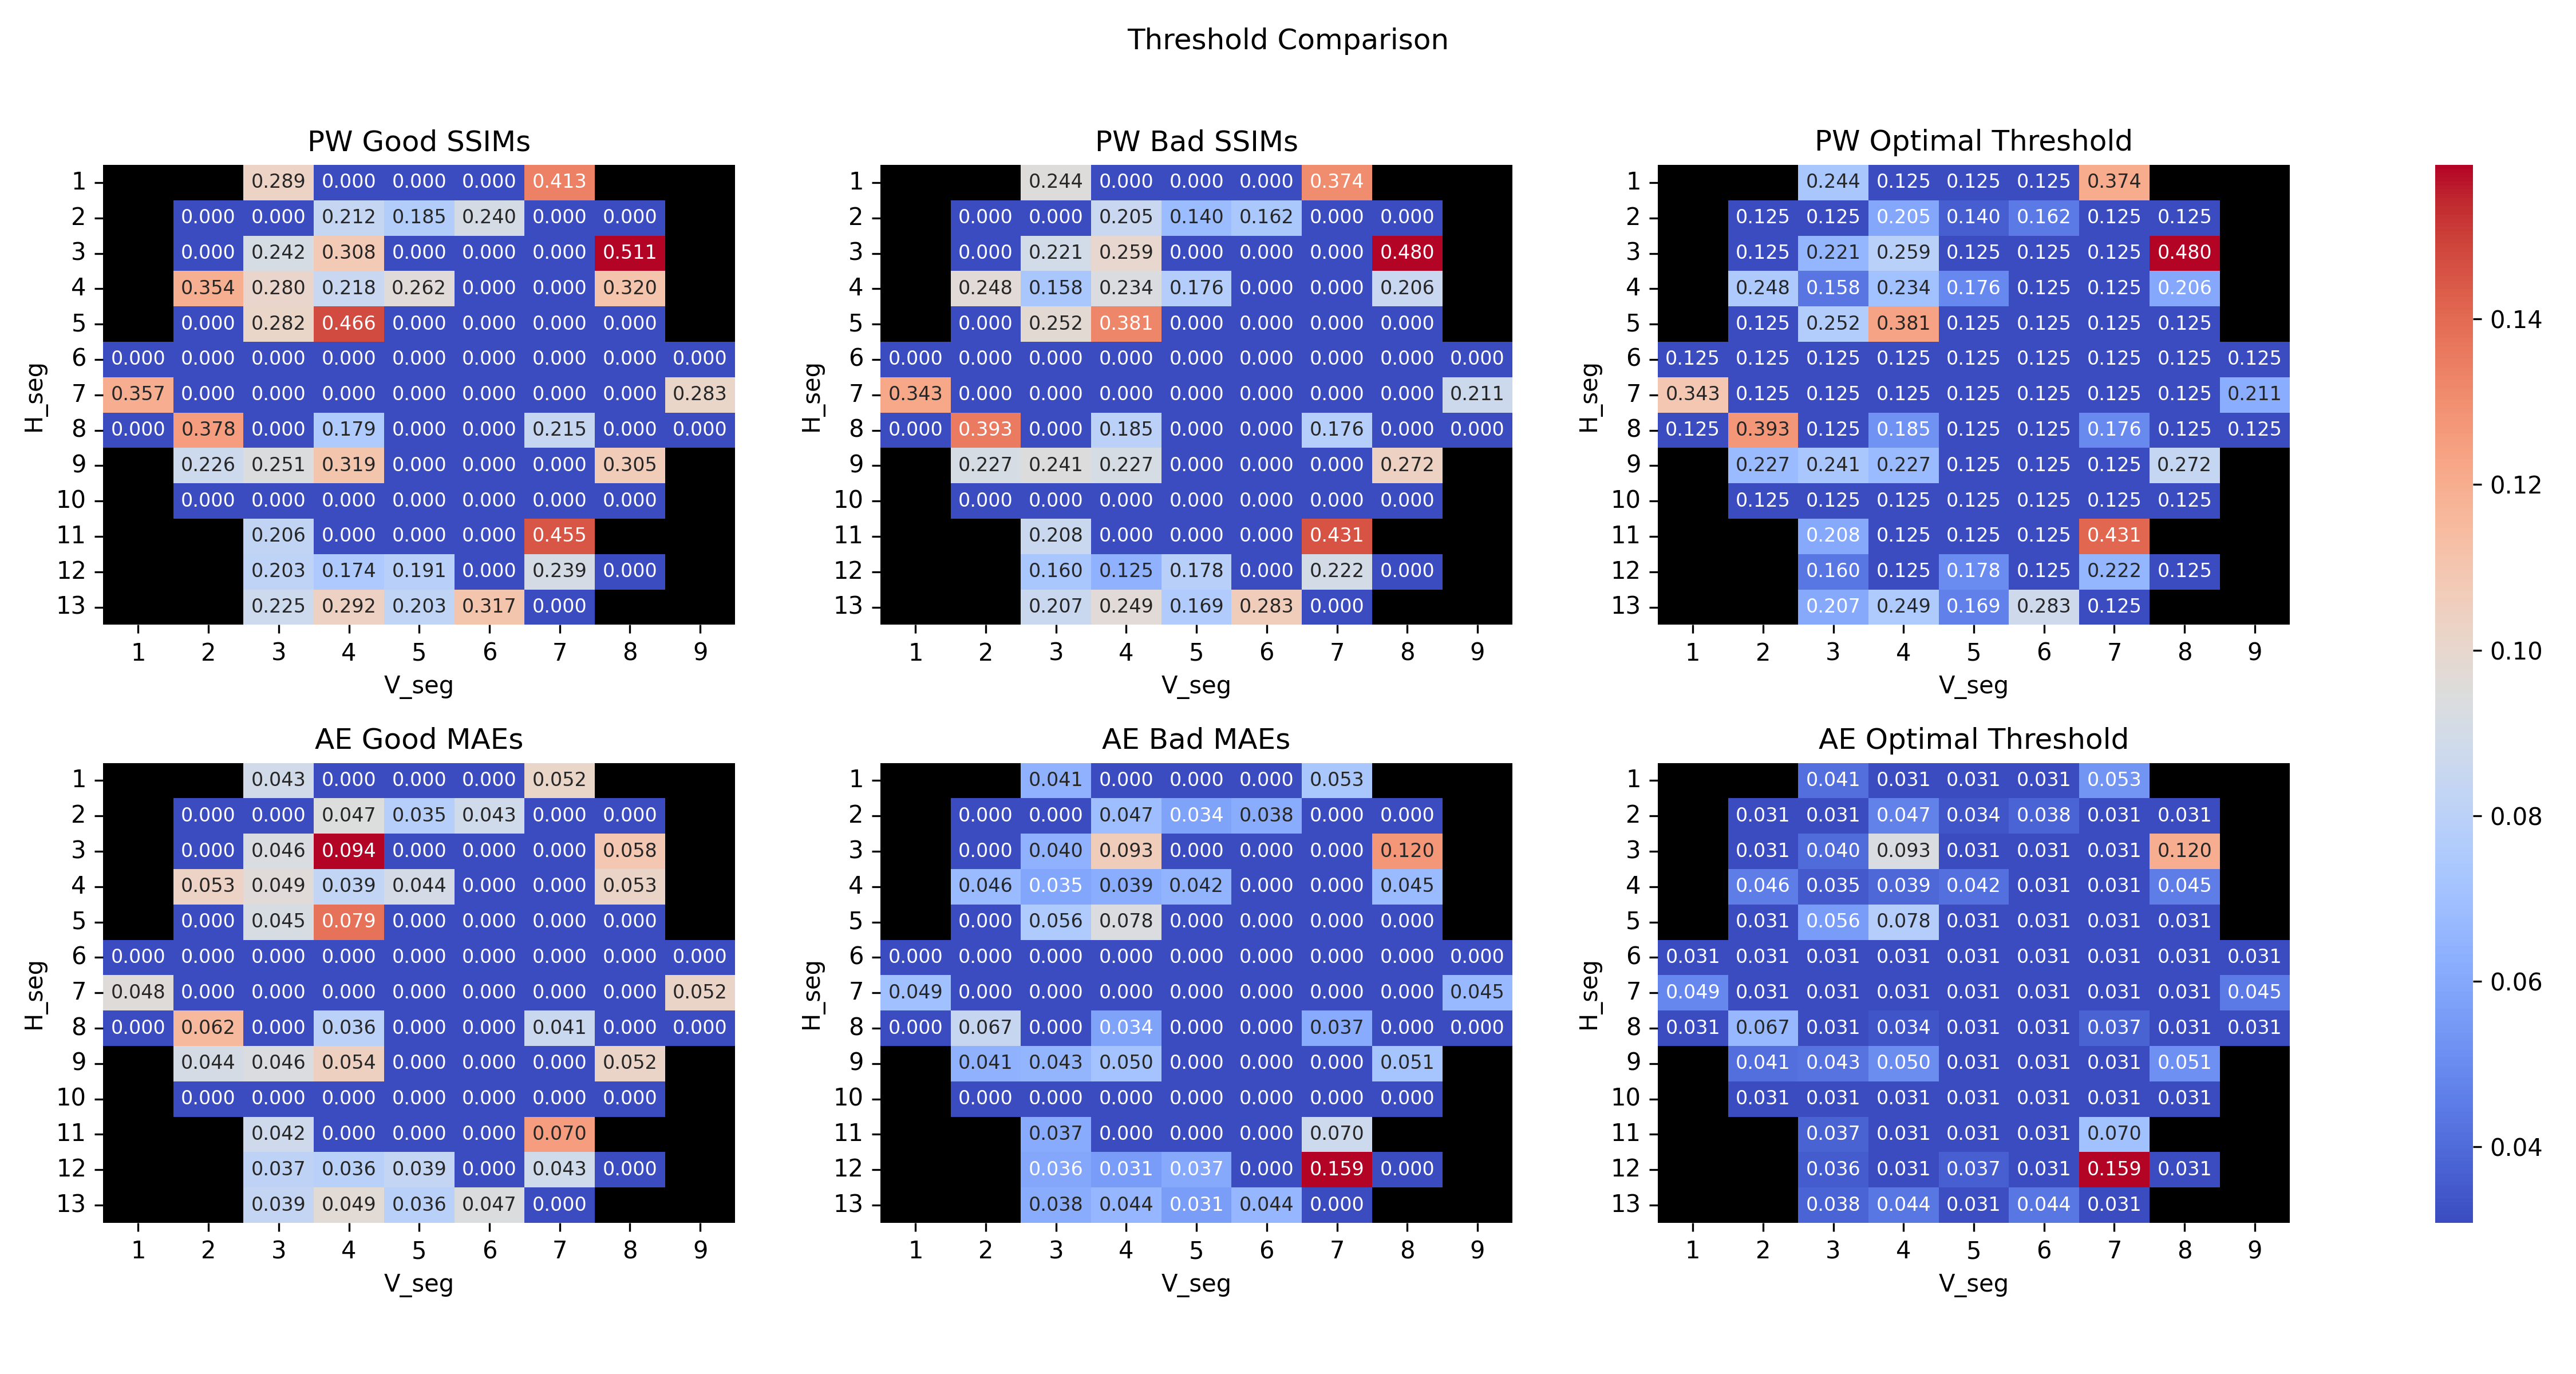 Threshold Comparison
PW Good SSIMs
H_seg
1 0.289 0.000 0.000 0.000 0.413
2 0.000 0.000 0.212 0.185 0.240 0.000 0.000
3 0.000 0.242 0.308 0.000 0.000 0.000 0.511
4 0.354 0.280 0.218 0.262 0.000 0.000 0.320
5 0.000 0.282 0.466 0.000 0.000 0.000 0.000
6 0.000 0.000 0.000 0.000 0.000 0.000 0.000 0.000 0.000
7 0.357 0.000 0.000 0.000 0.000 0.000 0.000 0.000 0.283
8 0.000 0.378 0.000 0.179 0.000 0.000 0.215 0.000 0.000
9 0.226 0.251 0.319 0.000 0.000 0.000 0.305
10 0.000 0.000 0.000 0.000 0.000 0.000 0.000
11 0.206 0.000 0.000 0.000 0.455
12 0.203 0.174 0.191 0.000 0.239 0.000
13 0.225 0.292 0.203 0.317 0.000
1 2 3 4 5 6 7 8 9
V_seg
PW Bad SSIMs
H_seg
1 0.244 0.000 0.000 0.000 0.374
2 0.000 0.000 0.205 0.140 0.162 0.000 0.000
3 0.000 0.221 0.259 0.000 0.000 0.000 0.480
4 0.248 0.158 0.234 0.176 0.000 0.000 0.206
5 0.000 0.252 0.381 0.000 0.000 0.000 0.000
6 0.000 0.000 0.000 0.000 0.000 0.000 0.000 0.000 0.000
7 0.343 0.000 0.000 0.000 0.000 0.000 0.000 0.000 0.211
8 0.000 0.393 0.000 0.185 0.000 0.000 0.176 0.000 0.000
9 0.227 0.241 0.227 0.000 0.000 0.000 0.272
10 0.000 0.000 0.000 0.000 0.000 0.000 0.000
11 0.208 0.000 0.000 0.000 0.431
12 0.160 0.125 0.178 0.000 0.222 0.000
13 0.207 0.249 0.169 0.283 0.000
1 2 3 4 5 6 7 8 9
V_seg
PW Optimal Threshold
H_seg
1 0.244 0.125 0.125 0.125 0.374
2 0.125 0.125 0.205 0.140 0.162 0.125 0.125
3 0.125 0.221 0.259 0.125 0.125 0.125 0.480
4 0.248 0.158 0.234 0.176 0.125 0.125 0.206
5 0.125 0.252 0.381 0.125 0.125 0.125 0.125
6 0.125 0.125 0.125 0.125 0.125 0.125 0.125 0.125 0.125
7 0.343 0.125 0.125 0.125 0.125 0.125 0.125 0.125 0.211
8 0.125 0.393 0.125 0.185 0.125 0.125 0.176 0.125 0.125
9 0.227 0.241 0.227 0.125 0.125 0.125 0.272
10 0.125 0.125 0.125 0.125 0.125 0.125 0.125
11 0.208 0.125 0.125 0.125 0.431
12 0.160 0.125 0.178 0.125 0.222 0.125
13 0.207 0.249 0.169 0.283 0.125
1 2 3 4 5 6 7 8 9
V_seg
AE Good MAEs
H_seg
1 0.043 0.000 0.000 0.000 0.052
2 0.000 0.000 0.047 0.035 0.043 0.000 0.000
3 0.000 0.046 0.094 0.000 0.000 0.000 0.058
4 0.053 0.049 0.039 0.044 0.000 0.000 0.053
5 0.000 0.045 0.079 0.000 0.000 0.000 0.000
6 0.000 0.000 0.000 0.000 0.000 0.000 0.000 0.000 0.000
7 0.048 0.000 0.000 0.000 0.000 0.000 0.000 0.000 0.052
8 0.000 0.062 0.000 0.036 0.000 0.000 0.041 0.000 0.000
9 0.044 0.046 0.054 0.000 0.000 0.000 0.052
10 0.000 0.000 0.000 0.000 0.000 0.000 0.000
11 0.042 0.000 0.000 0.000 0.070
12 0.037 0.036 0.039 0.000 0.043 0.000
13 0.039 0.049 0.036 0.047 0.000
1 2 3 4 5 6 7 8 9
V_seg
AE Bad MAEs
H_seg
1 0.041 0.000 0.000 0.000 0.053
2 0.000 0.000 0.047 0.034 0.038 0.000 0.000
3 0.000 0.040 0.093 0.000 0.000 0.000 0.120
4 0.046 0.035 0.039 0.042 0.000 0.000 0.045
5 0.000 0.056 0.078 0.000 0.000 0.000 0.000
6 0.000 0.000 0.000 0.000 0.000 0.000 0.000 0.000 0.000
7 0.049 0.000 0.000 0.000 0.000 0.000 0.000 0.000 0.045
8 0.000 0.067 0.000 0.034 0.000 0.000 0.037 0.000 0.000
9 0.041 0.043 0.050 0.000 0.000 0.000 0.051
10 0.000 0.000 0.000 0.000 0.000 0.000 0.000
11 0.037 0.000 0.000 0.000 0.070
12 0.036 0.031 0.037 0.000 0.159 0.000
13 0.038 0.044 0.031 0.044 0.000
1 2 3 4 5 6 7 8 9
V_seg
AE Optimal Threshold
H_seg
1 0.041 0.031 0.031 0.031 0.053
2 0.031 0.031 0.047 0.034 0.038 0.031 0.031
3 0.031 0.040 0.093 0.031 0.031 0.031 0.120
4 0.046 0.035 0.039 0.042 0.031 0.031 0.045
5 0.031 0.056 0.078 0.031 0.031 0.031 0.031
6 0.031 0.031 0.031 0.031 0.031 0.031 0.031 0.031 0.031
7 0.049 0.031 0.031 0.031 0.031 0.031 0.031 0.031 0.045
8 0.031 0.067 0.031 0.034 0.031 0.031 0.037 0.031 0.031
9 0.041 0.043 0.050 0.031 0.031 0.031 0.051
10 0.031 0.031 0.031 0.031 0.031 0.031 0.031
11 0.037 0.031 0.031 0.031 0.070
12 0.036 0.031 0.037 0.031 0.159 0.031
13 0.038 0.044 0.031 0.044 0.031
1 2 3 4 5 6 7 8 9
V_seg
0.14
0.12
0.10
0.08
0.06
0.04